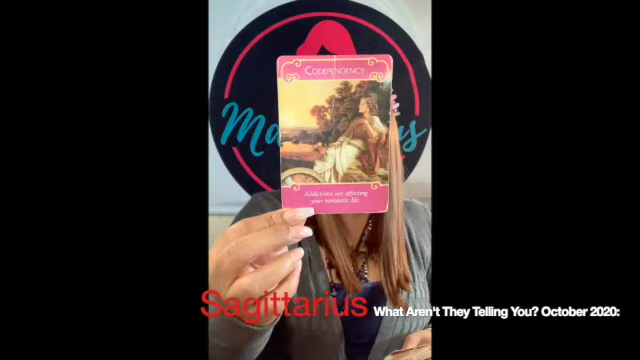 CODEPENDENCY
Addictions are affecting
your romantic life.
Sagittarius What Aren't They Telling You? October 2020: